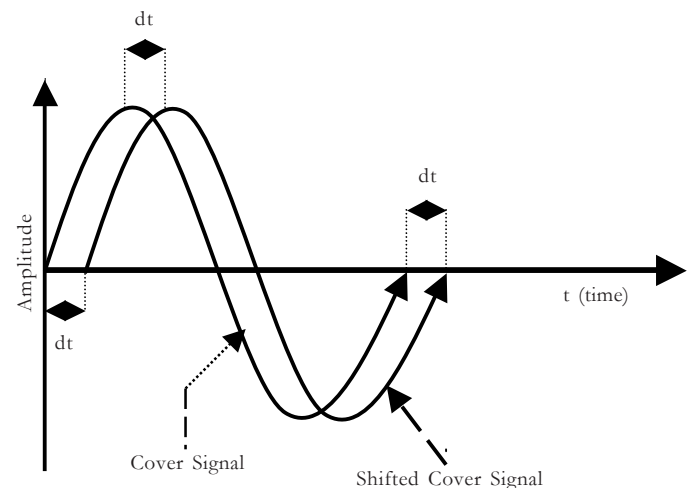 dt
dt
Amplitude
t (time)
dt
Cover Signal
Shifted Cover Signal